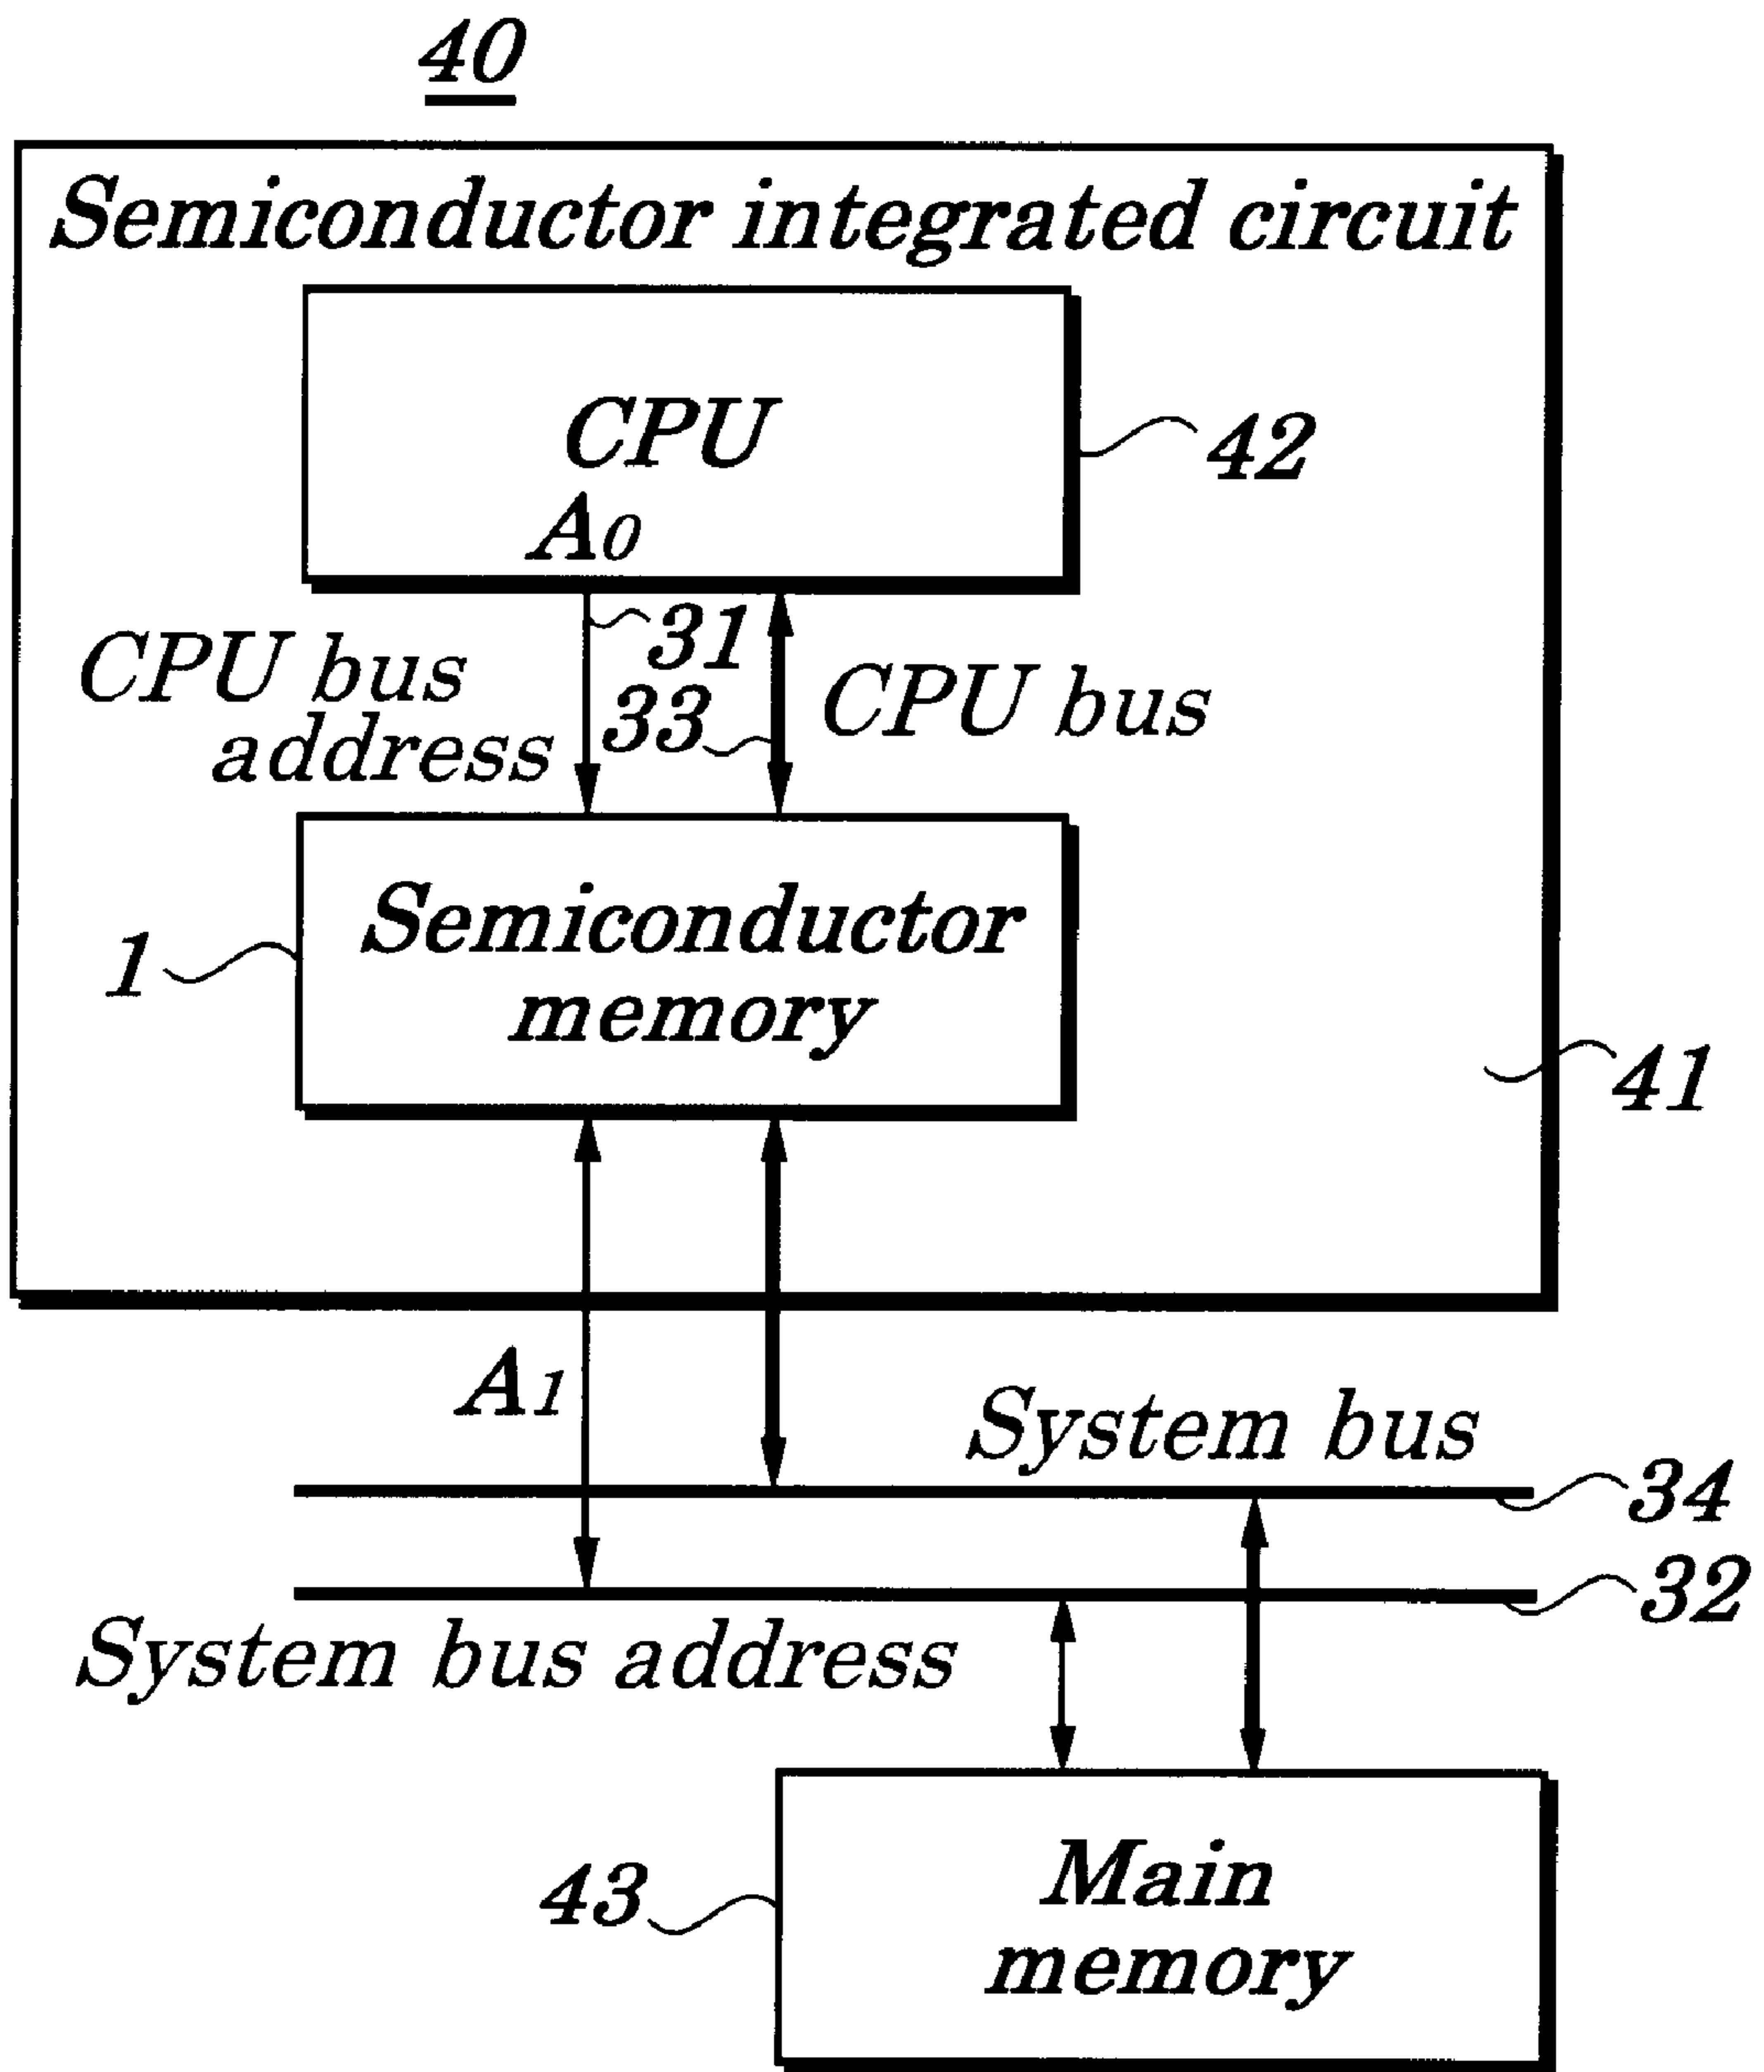 40
Semiconductor integrated circuit
CPU
42
A0
31
CPU bus
address
33
CPU bus
Semiconductor
memory
1
41
A1
System bus
34
32
System bus address
43
Main
memory